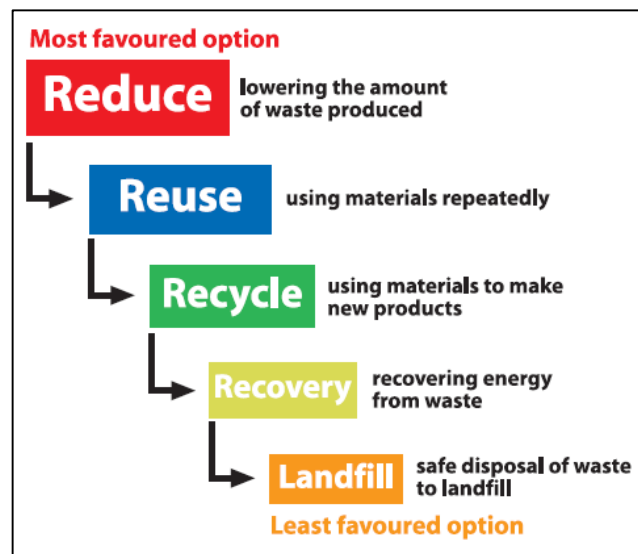 Most favoured option
Reduce
lowering the amount
of waste produced
Reuse
using materials repeatedly
Recycle
using materials to make
new products
Recovery
recovering energy
from waste
Landfill
safe disposal of waste
to landfill
Least favoured option